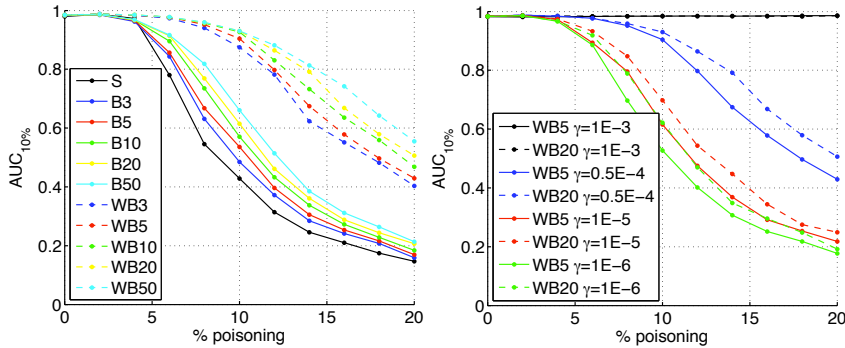 1
0.8
0.6
0.4
0.2
0
AUC10%
S
B3
B5
B10
B20
B50
WB3
WB5
WB10
WB20
WB50
0 5 10 15 20
% poisoning
1
0.8
0.6
0.4
0.2
0
AUC10%
WB5 γ=1E−3
WB20 γ=1E−3
WB5 γ=0.5E−4
WB20 γ=0.5E−4
WB5 γ=1E−5
WB20 γ=1E−5
WB5 γ=1E−6
WB20 γ=1E−6
0 5 10 15 20
% poisoning